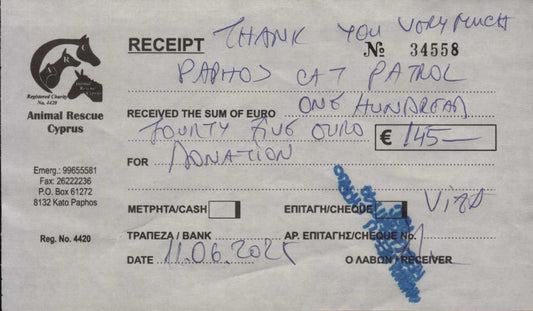 RECEIPT THANK YOU VERY MUCH
№ 34558
PAPHOS CAT PATROL
Registered Charity
No. 4420
Animal Rescue
Cyprus
RECEIVED THE SUM OF EURO ONE HUNDREAD
FOURTY FIVE OURO € 145—
FOR DONATION
Emerg.: 99655581
Fax: 26222236
P.O. Box 61272
8132 Kato Paphos
Reg. No. 4420
ΜΕΤΡΗΤΑ/CASH ΕΠΙΤΑΓΗ/CHEQUE VISA
ΤΡΑΠΕΖΑ / BANK ΑΡ. ΕΠΙΤΑΓΗΣ/CHEQUE No.
DATE 11.06.2025 Ο ΛΑΒΩΝ / RECEIVER